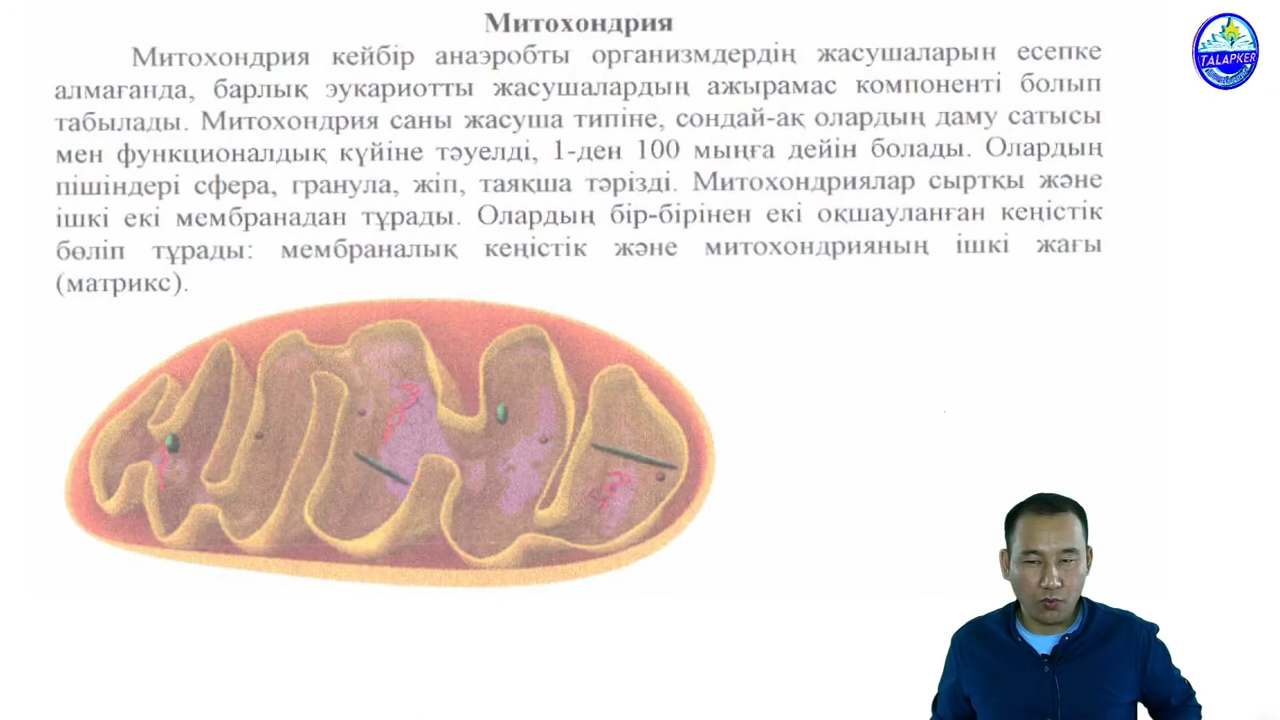 Митохондрия
Митохондрия кейбір анаэробты организмдердің жасушаларын есепке
алмағанда, барлық эукариотты жасушалардың ажырамас компоненті болып
табылады. Митохондрия саны жасуша типіне, сондай-ақ олардың даму сатысы
мен функционалдық күйіне тәуелді, 1-ден 100 мыңға дейін болады. Олардың
пішіндері сфера, гранула, жіп, таяқша тәрізді. Митохондриялар сыртқы және
ішкі екі мембранадан тұрады. Олардың бір-бірінен екі оқшауланған кеңістік
бөліп тұрады: мембраналық кеңістік және митохондрияның ішкі жағы
(матрикс).
TALAPKER